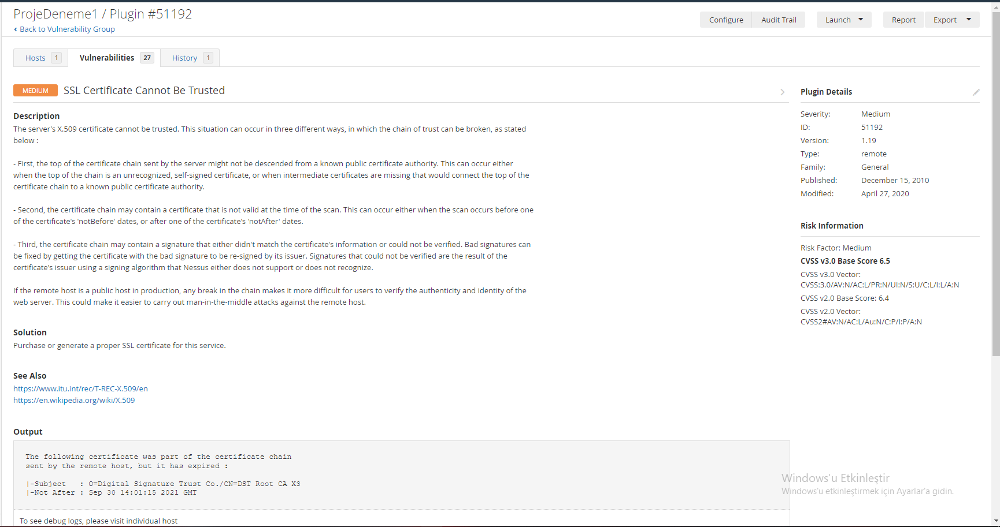 ProjeDeneme1 / Plugin #51192
‹ Back to Vulnerability Group
Configure
Audit Trail
Launch
Report
Export
Hosts 1
Vulnerabilities 27
History 1
MEDIUM
SSL Certificate Cannot Be Trusted
Description
The server's X.509 certificate cannot be trusted. This situation can occur in three different ways, in which the chain of trust can be broken, as stated
below :
- First, the top of the certificate chain sent by the server might not be descended from a known public certificate authority. This can occur either
when the top of the chain is an unrecognized, self-signed certificate, or when intermediate certificates are missing that would connect the top of the
certificate chain to a known public certificate authority.
- Second, the certificate chain may contain a certificate that is not valid at the time of the scan. This can occur either when the scan occurs before one
of the certificate's 'notBefore' dates, or after one of the certificate's 'notAfter' dates.
- Third, the certificate chain may contain a signature that either didn't match the certificate's information or could not be verified. Bad signatures can
be fixed by getting the certificate with the bad signature to be re-signed by its issuer. Signatures that could not be verified are the result of the
certificate's issuer using a signing algorithm that Nessus either does not support or does not recognize.
If the remote host is a public host in production, any break in the chain makes it more difficult for users to verify the authenticity and identity of the
web server. This could make it easier to carry out man-in-the-middle attacks against the remote host.
Solution
Purchase or generate a proper SSL certificate for this service.
See Also
https://www.itu.int/rec/T-REC-X.509/en
https://en.wikipedia.org/wiki/X.509
Output
The following certificate was part of the certificate chain
sent by the remote host, but it has expired :
|-Subject   : O=Digital Signature Trust Co./CN=DST Root CA X3
|-Not After : Sep 30 14:01:15 2021 GMT
To see debug logs, please visit individual host
Plugin Details
Severity: Medium
ID: 51192
Version: 1.19
Type: remote
Family: General
Published: December 15, 2010
Modified: April 27, 2020
Risk Information
Risk Factor: Medium
CVSS v3.0 Base Score 6.5
CVSS v3.0 Vector:
CVSS:3.0/AV:N/AC:L/PR:N/UI:N/S:U/C:L/I:L/A:N
CVSS v2.0 Base Score: 6.4
CVSS v2.0 Vector:
CVSS2#AV:N/AC:L/Au:N/C:P/I:P/A:N
Windows'u Etkinleştir
Windows'u etkinleştirmek için Ayarlar'a gidin.